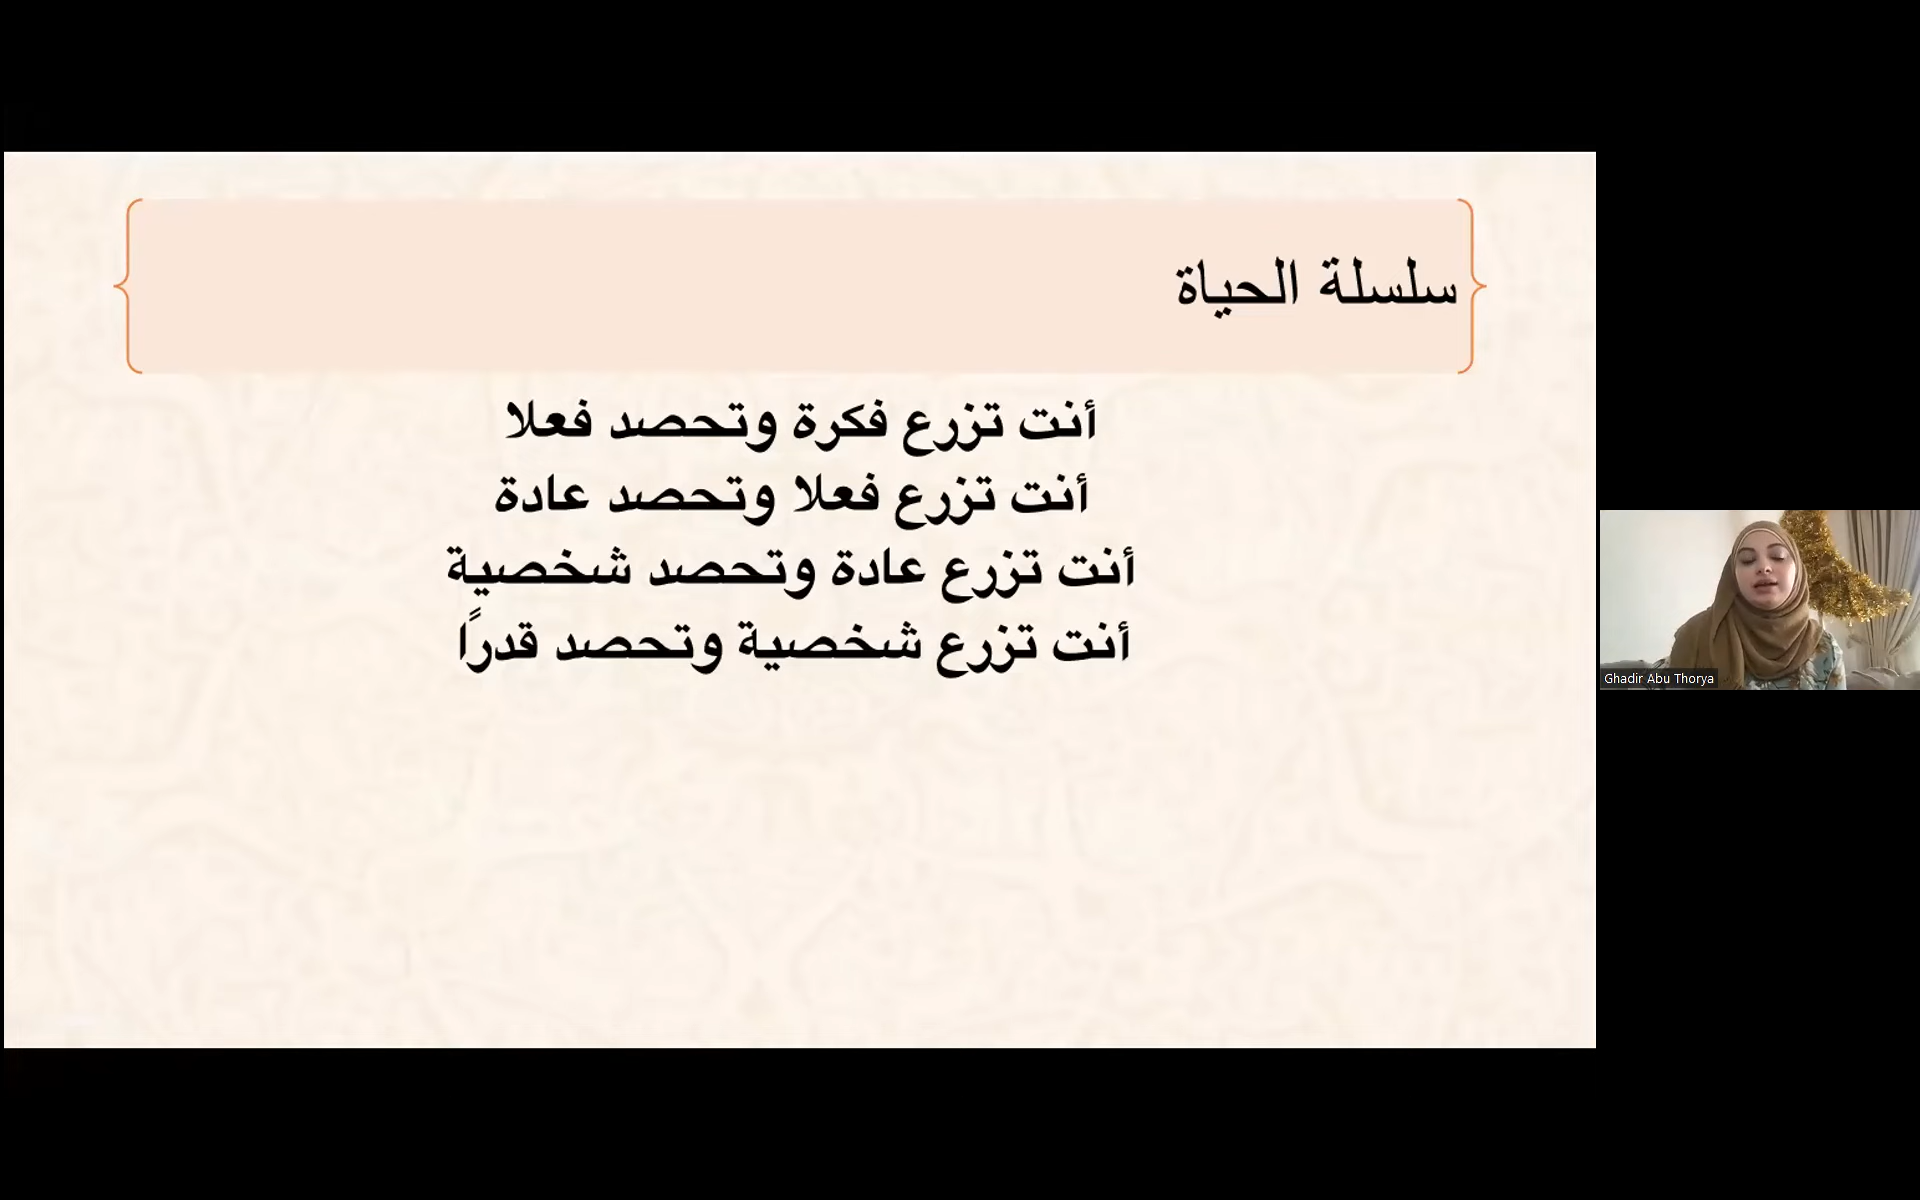 سلسلة الحياة
أنت تزرع فكرة وتحصد فعلا
أنت تزرع فعلا وتحصد عادة
أنت تزرع عادة وتحصد شخصية
أنت تزرع شخصية وتحصد قدرًا
Ghadir Abu Thorya